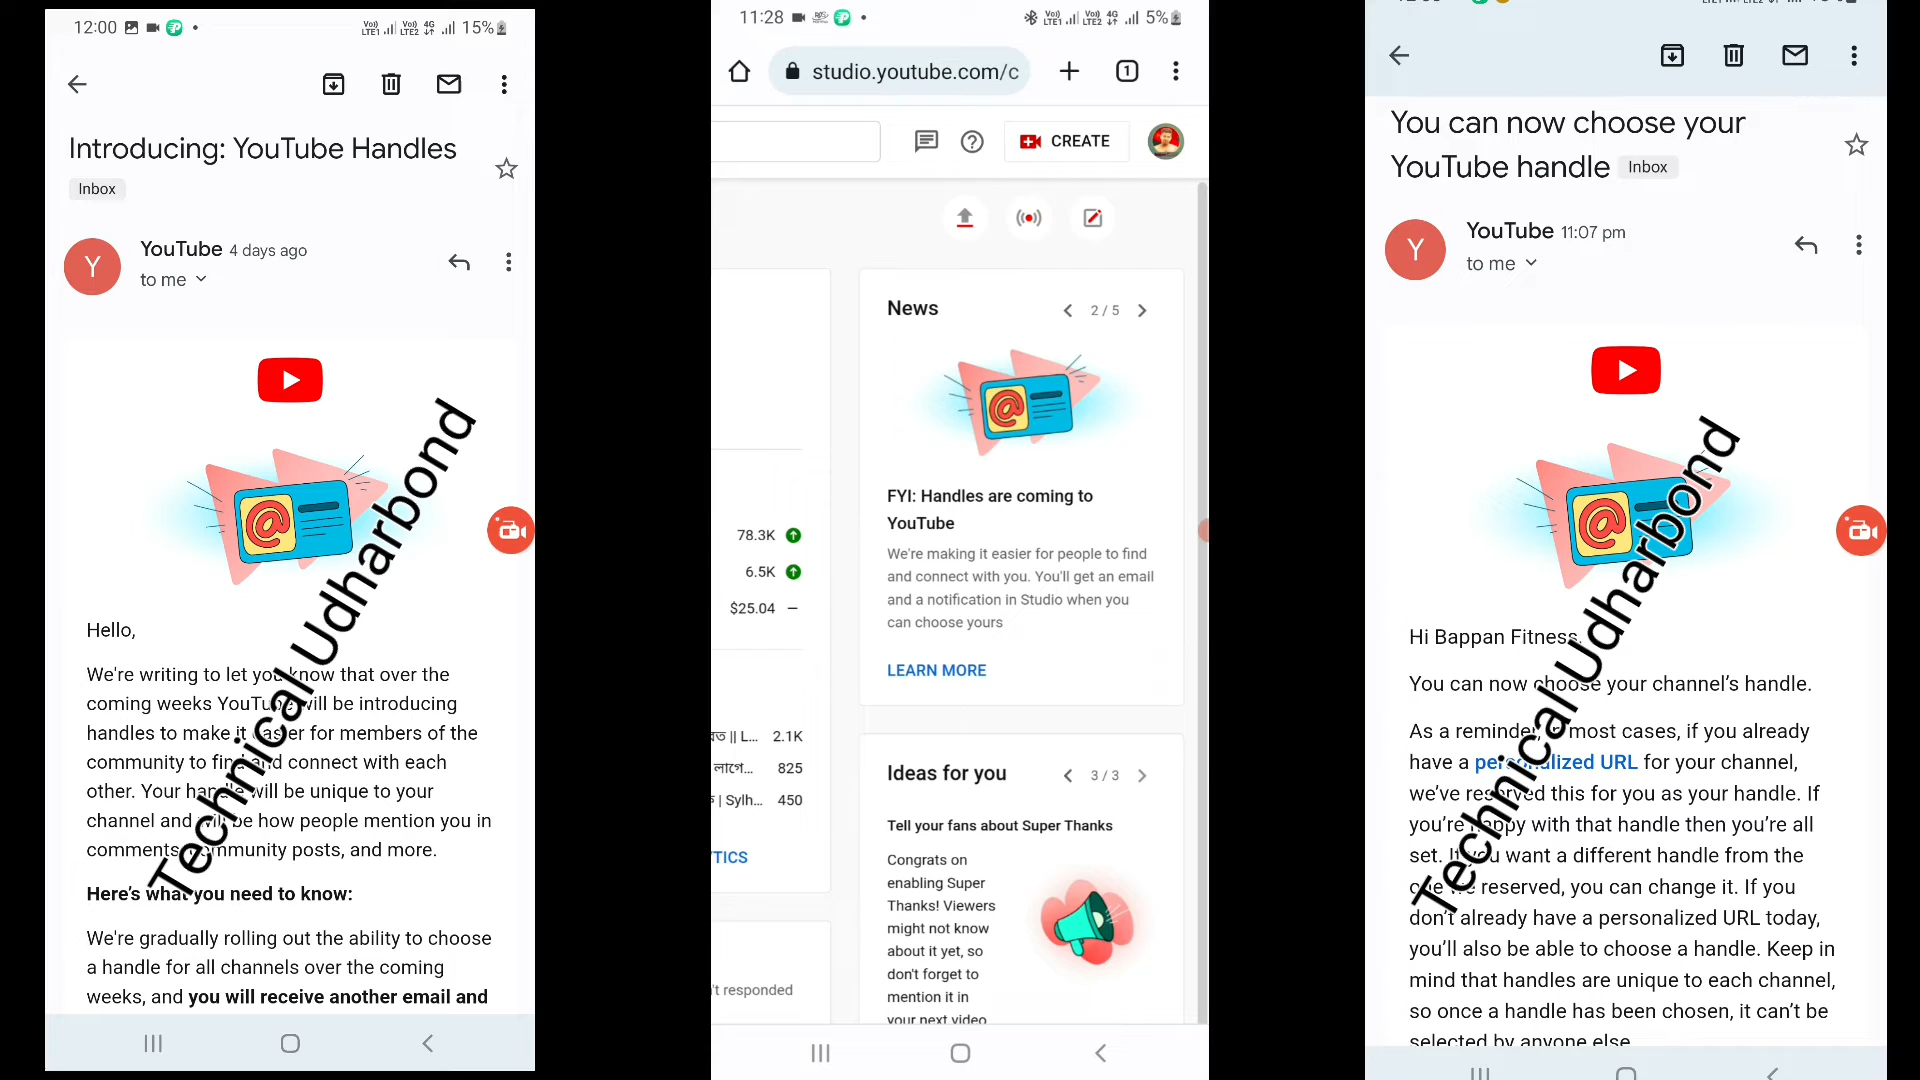 12:00
Vo)) LTE1 Vo)) LTE2 4G 15%
Introducing: YouTube Handles
Inbox
Y
YouTube 4 days ago
to me
@
Hello,
We're writing to let you know that over the
coming weeks YouTube will be introducing
handles to make it easier for members of the
community to find and connect with each
other. Your handle will be unique to your
channel and will be how people mention you in
comments, community posts, and more.
Here's what you need to know:
We're gradually rolling out the ability to choose
a handle for all channels over the coming
weeks, and you will receive another email and
Technical Udharbond
11:28
Vo)) LTE1 Vo)) LTE2 4G 5%
studio.youtube.com/c
1
CREATE
News
2 / 5
@
FYI: Handles are coming to
YouTube
We're making it easier for people to find
and connect with you. You'll get an email
and a notification in Studio when you
can choose yours
LEARN MORE
78.3K
6.5K
$25.04 —
|| L... 2.1K
লাগে... 825
| Sylh... 450
TICS
't responded
Ideas for you
3 / 3
Tell your fans about Super Thanks
Congrats on
enabling Super
Thanks! Viewers
might not know
about it yet, so
don't forget to
mention it in
your next video
You can now choose your
YouTube handle Inbox
Y
YouTube 11:07 pm
to me
@
Hi Bappan Fitness,
You can now choose your channel's handle.
As a reminder, in most cases, if you already
have a personalized URL for your channel,
we've reserved this for you as your handle. If
you're happy with that handle then you're all
set. If you want a different handle from the
one we reserved, you can change it. If you
don't already have a personalized URL today,
you'll also be able to choose a handle. Keep in
mind that handles are unique to each channel,
so once a handle has been chosen, it can't be
selected by anyone else.
Technical Udharbond